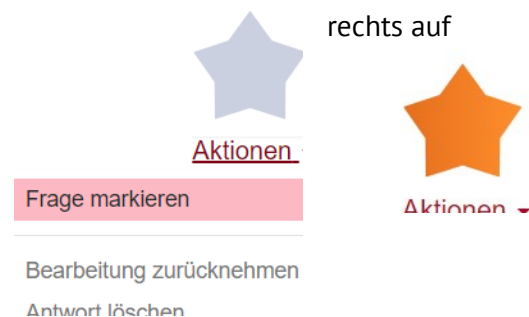 rechts auf
Aktionen
Aktionen
Frage markieren
Bearbeitung zurücknehmen
Antwort löschen